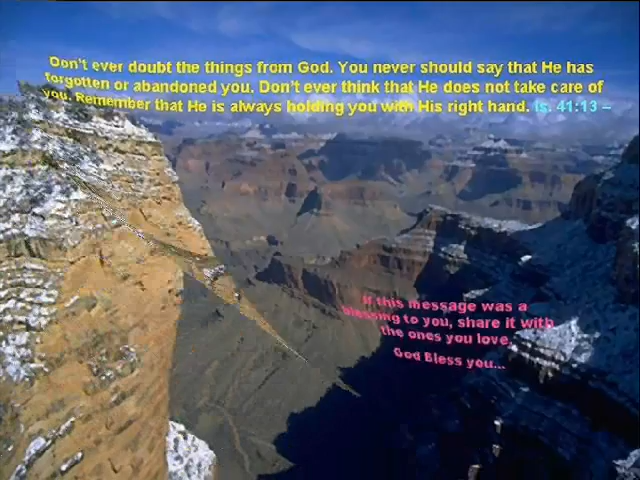 Don't ever doubt the things from God. You never should say that He has
forgotten or abandoned you. Don't ever think that He does not take care of
you. Remember that He is always holding you with His right hand. Is. 41:13 –
If this message was a
blessing to you, share it with
the ones you love.
God Bless you...